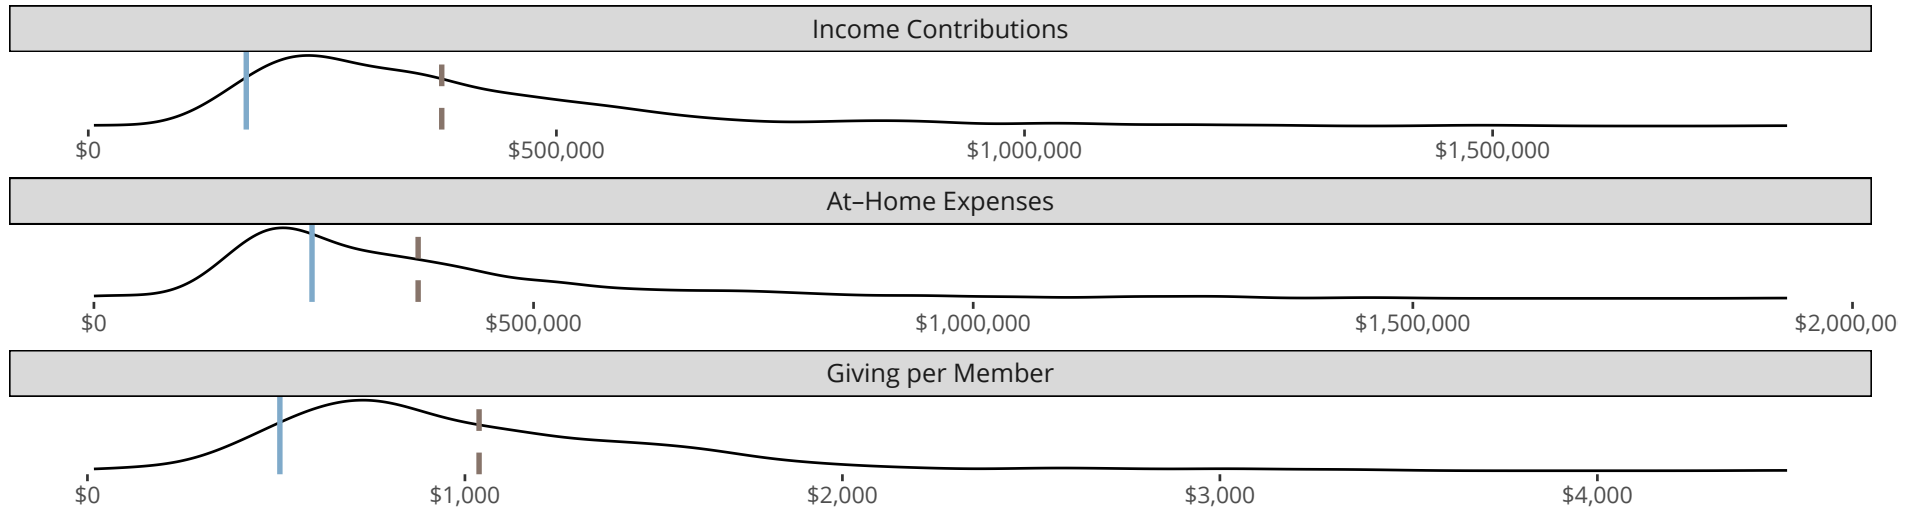 Income Contributions
$0 $500,000 $1,000,000 $1,500,000
At–Home Expenses
$0 $500,000 $1,000,000 $1,500,000 $2,000,00
Giving per Member
$0 $1,000 $2,000 $3,000 $4,000